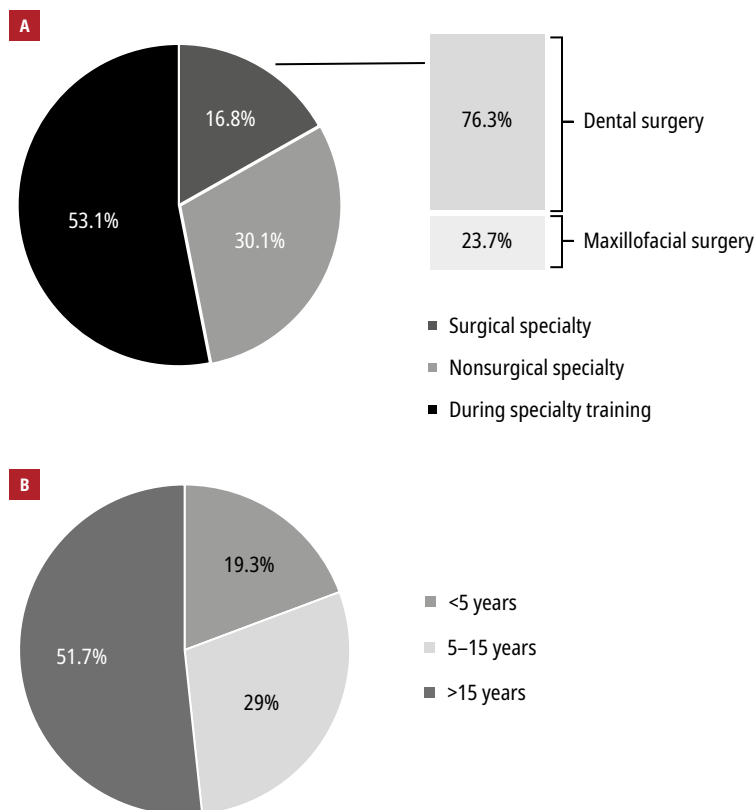 A
16.8%
76.3%
Dental surgery
53.1%
30.1%
23.7%
Maxillofacial surgery
Surgical specialty
Nonsurgical specialty
During specialty training
B
19.3%
<5 years
5–15 years
51.7%
>15 years
29%